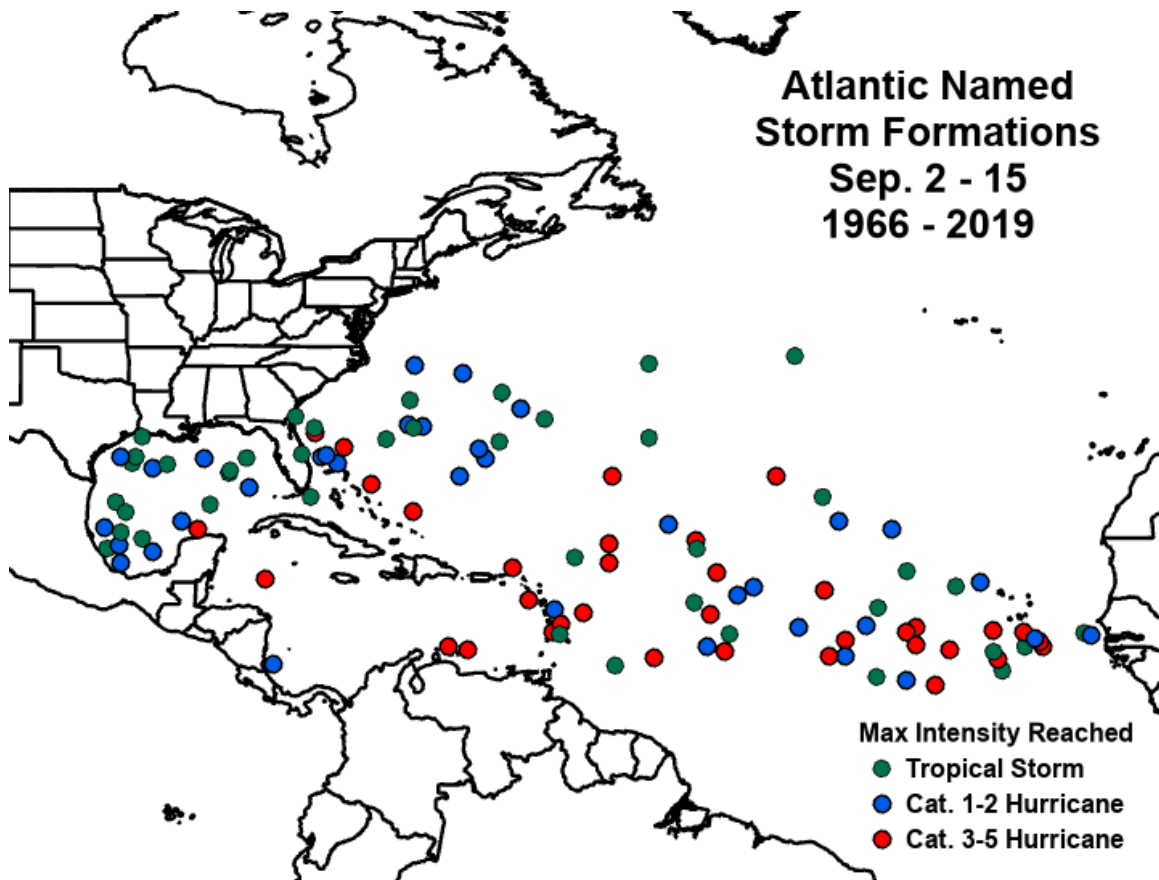 Atlantic Named
Storm Formations
Sep. 2 - 15
1966 - 2019
Max Intensity Reached
Tropical Storm
Cat. 1-2 Hurricane
Cat. 3-5 Hurricane